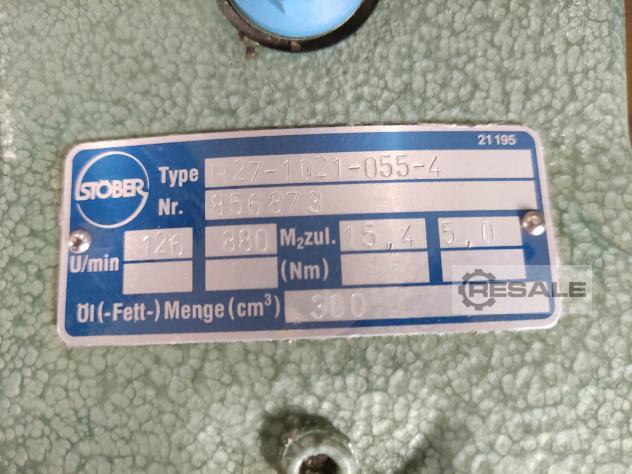 21195
STÖBER
Type R27-1021-055-4
Nr. 856873
U/min 126 880 M₂zul. (Nm) 15,4 5,0
Öl(-Fett-)Menge(cm³) 300
RESALE